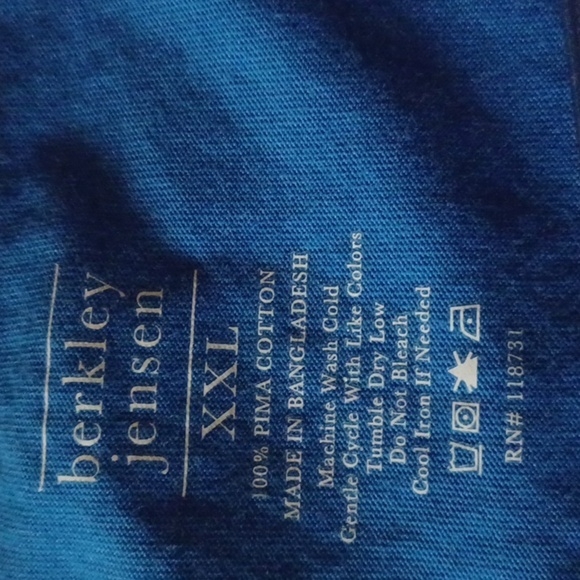 berkley
jensen
XXL
100% PIMA COTTON
MADE IN BANGLADESH
Machine Wash Cold
Gentle Cycle With Like Colors
Tumble Dry Low
Do Not Bleach
Cool Iron If Needed
RN# 118731